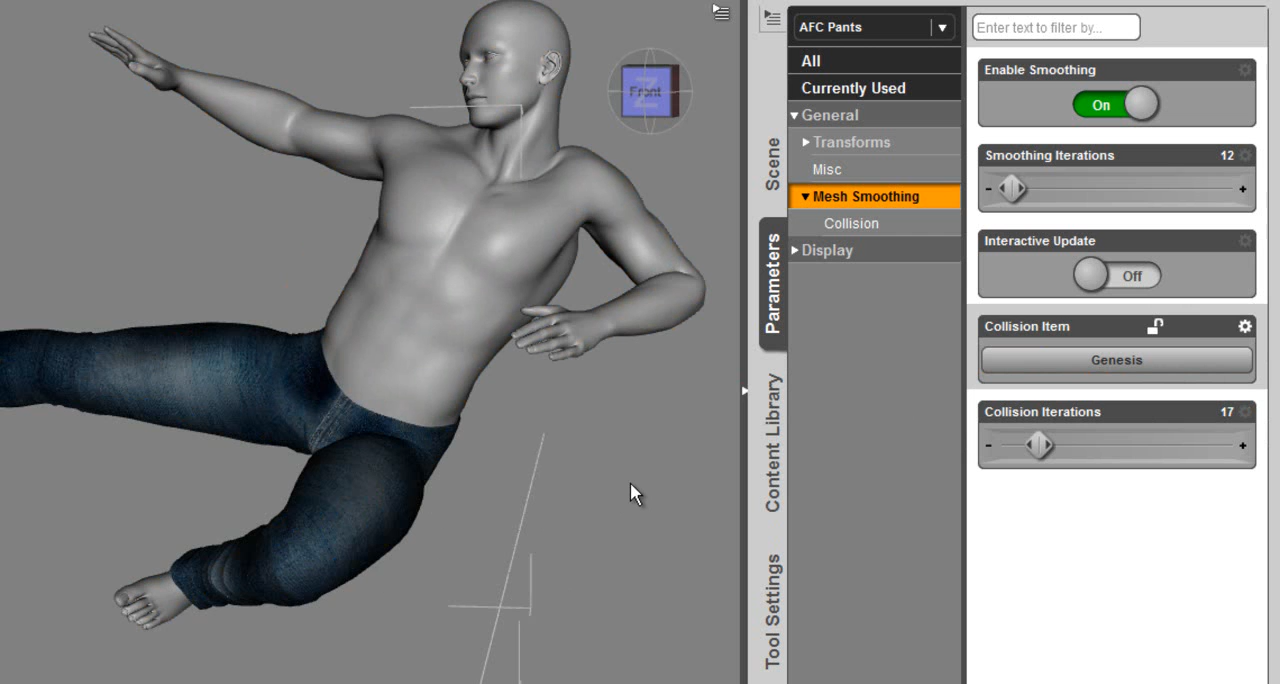 Front
Scene
Parameters
Content Library
Tool Settings
AFC Pants
All
Currently Used
General
Transforms
Misc
Mesh Smoothing
Collision
Display
Enter text to filter by...
Enable Smoothing
On
Smoothing Iterations 12
- +
Interactive Update
Off
Collision Item
Genesis
Collision Iterations 17
- +